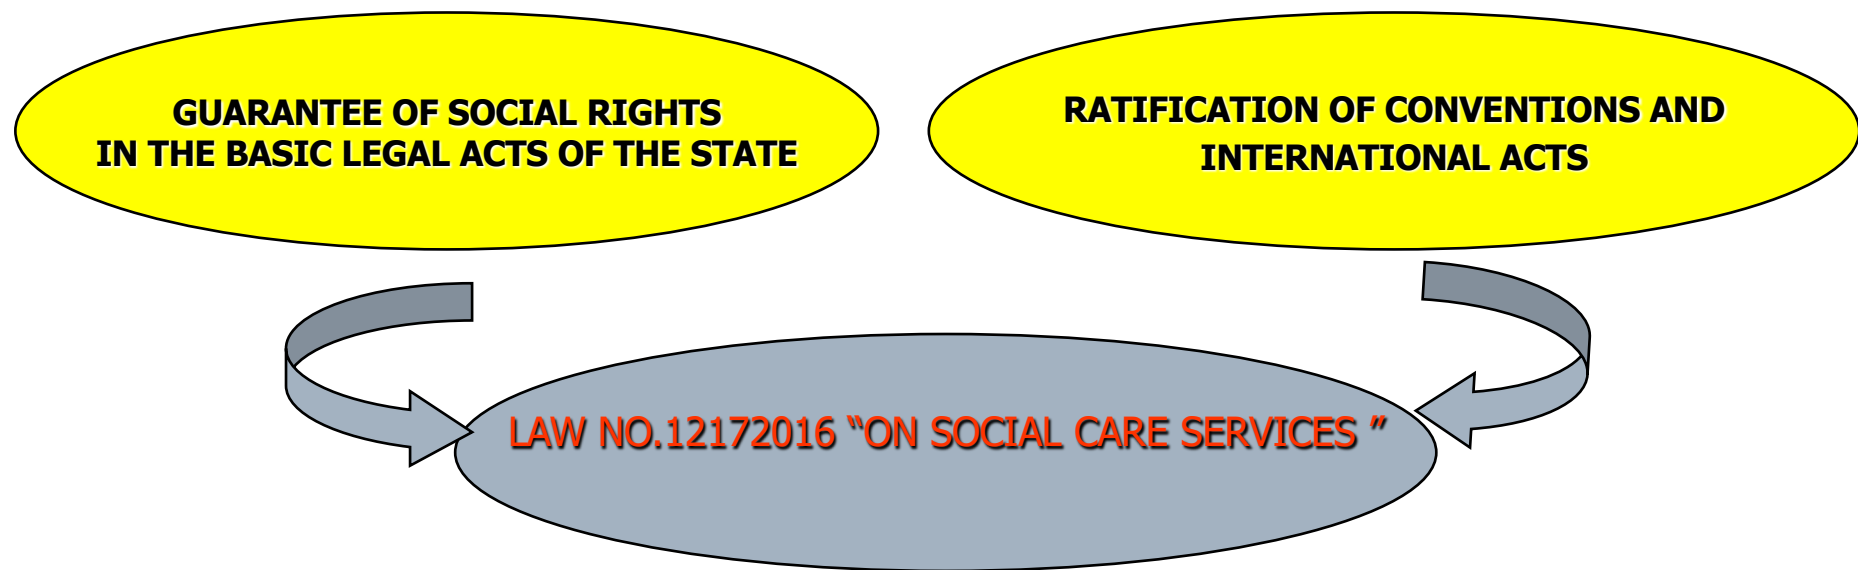 GUARANTEE OF SOCIAL RIGHTS
IN THE BASIC LEGAL ACTS OF THE STATE
RATIFICATION OF CONVENTIONS AND
INTERNATIONAL ACTS
LAW NO.12172016 “ON SOCIAL CARE SERVICES ”